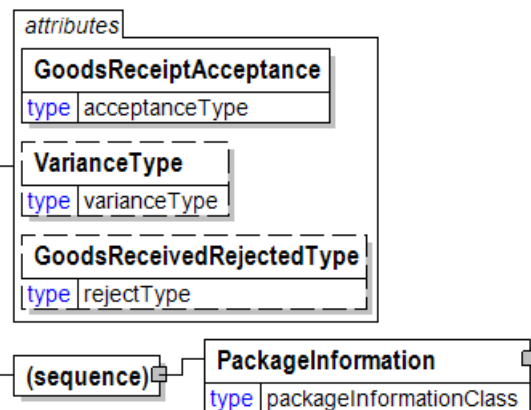 attributes
GoodsReceiptAcceptance
type acceptanceType
VarianceType
type varianceType
GoodsReceivedRejectedType
type rejectType
(sequence)
PackageInformation
type packageInformationClass